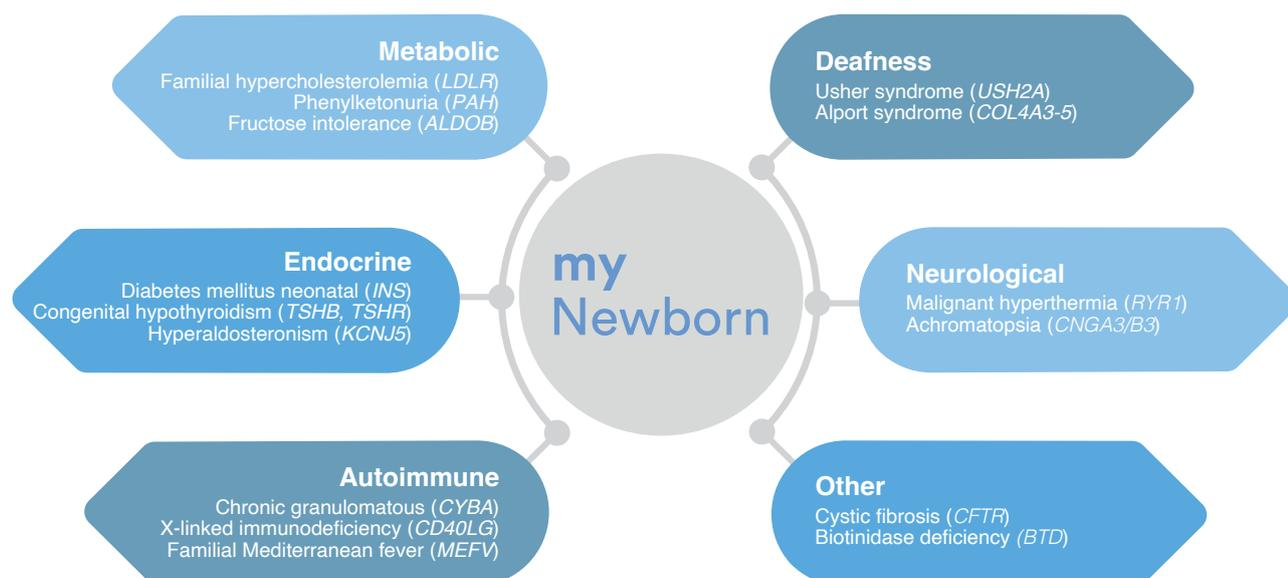 Metabolic
Familial hypercholesterolemia (LDLR)
Phenylketonuria (PAH)
Fructose intolerance (ALDOB)
Deafness
Usher syndrome (USH2A)
Alport syndrome (COL4A3-5)
Endocrine
Diabetes mellitus neonatal (INS)
Congenital hypothyroidism (TSHB, TSHR)
Hyperaldosteronism (KCNJ5)
my
Newborn
Neurological
Malignant hyperthermia (RYR1)
Achromatopsia (CNGA3/B3)
Autoimmune
Chronic granulomatous (CYBA)
X-linked immunodeficiency (CD40LG)
Familial Mediterranean fever (MEFV)
Other
Cystic fibrosis (CFTR)
Biotinidase deficiency (BTD)